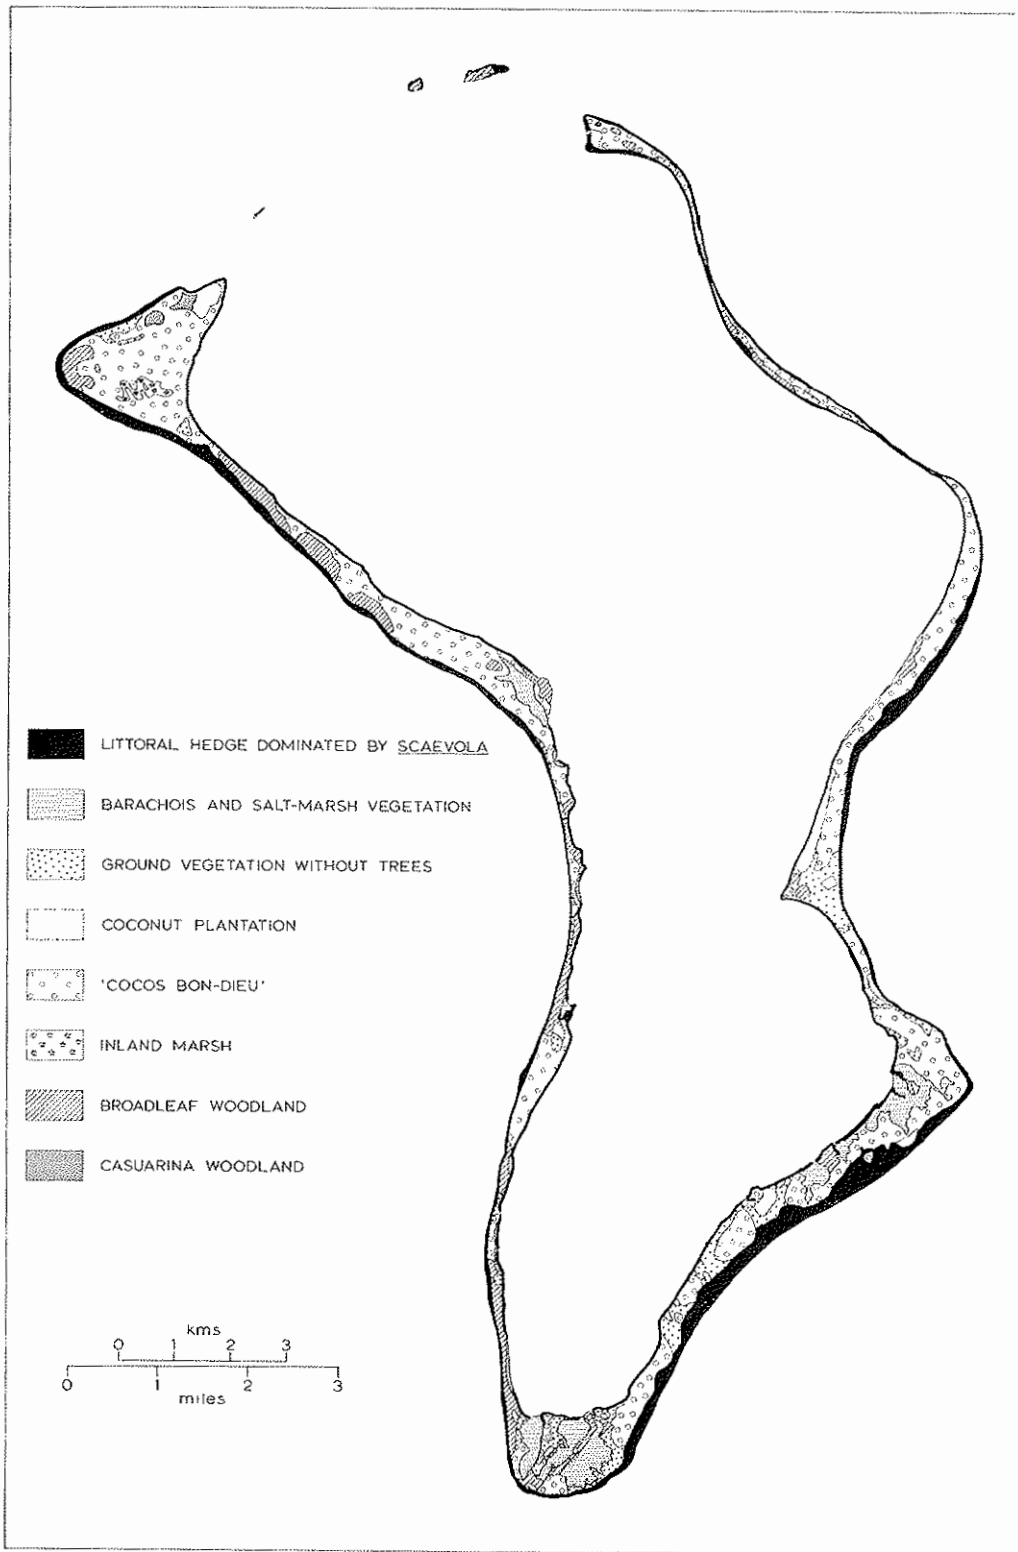 LITTORAL HEDGE DOMINATED BY SCAEVOLA
BARACHOIS AND SALT-MARSH VEGETATION
GROUND VEGETATION WITHOUT TREES
COCONUT PLANTATION
'COCOS BON-DIEU'
INLAND MARSH
BROADLEAF WOODLAND
CASUARINA WOODLAND
kms
0 1 2 3
0 1 2 3
miles